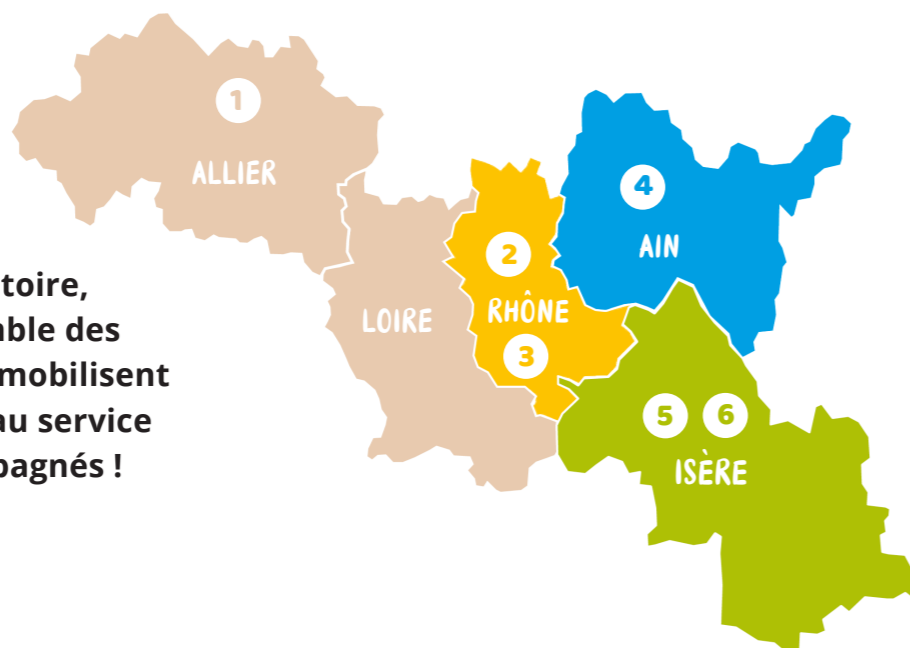 1
ALLIER
4
AIN
2
RHÔNE
3
LOIRE
toire,
able des
mobilisent
au service
pagnés !
5 6
ISÈRE